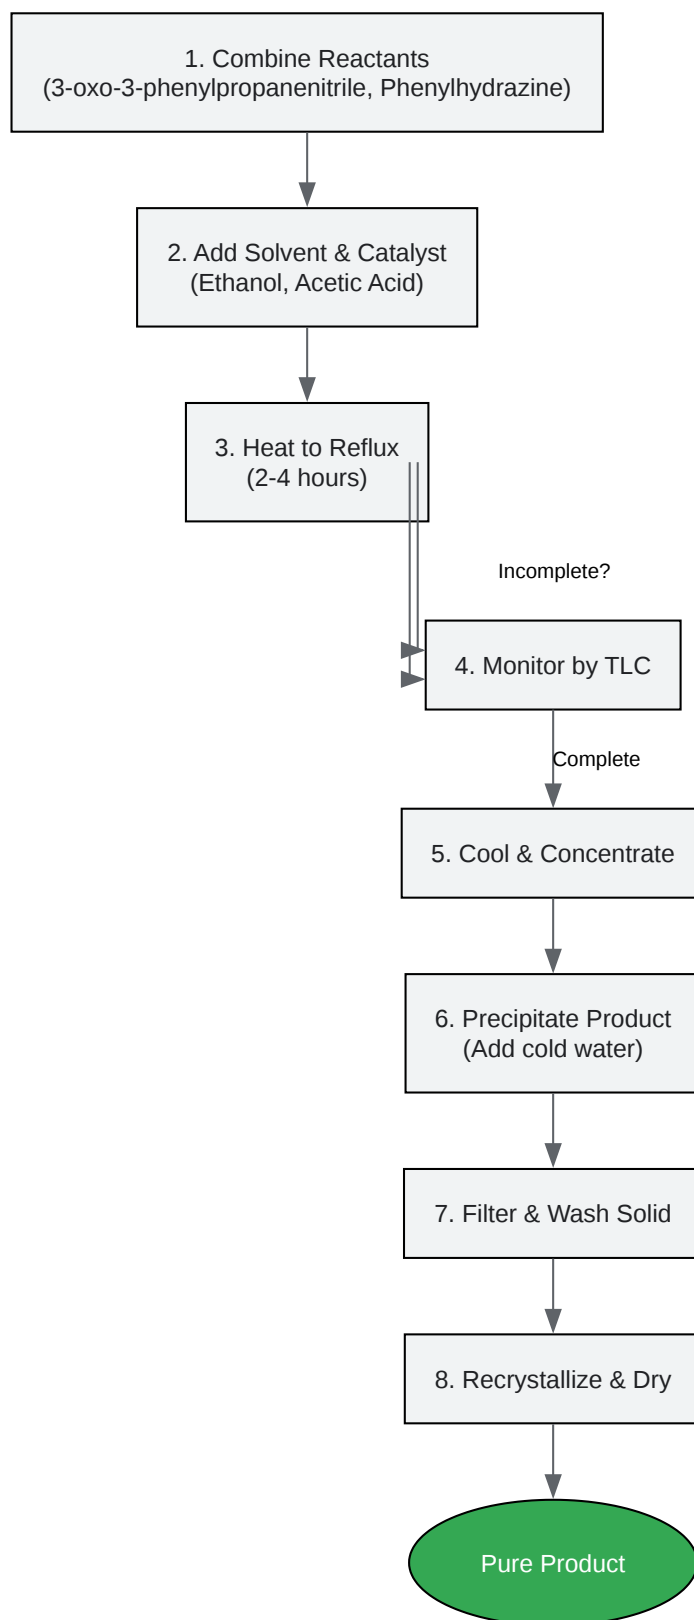 1. Combine Reactants
(3-oxo-3-phenylpropanenitrile, Phenylhydrazine)
2. Add Solvent & Catalyst
(Ethanol, Acetic Acid)
3. Heat to Reflux
(2-4 hours)
Incomplete?
4. Monitor by TLC
Complete
5. Cool & Concentrate
6. Precipitate Product
(Add cold water)
7. Filter & Wash Solid
8. Recrystallize & Dry
Pure Product